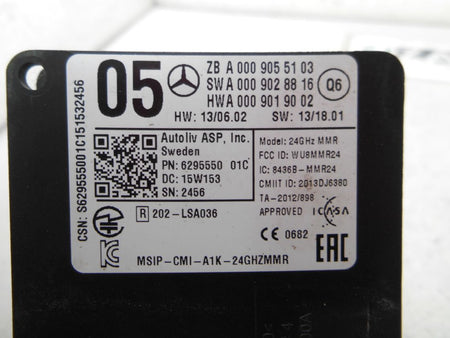 05
ZB A 000 905 51 03
SW A 000 902 88 16 Q6
HW A 000 901 90 02
HW: 13/06.02 SW: 13/18.01
CSN: S629555001C151532456
Autoliv ASP, Inc.
Sweden
PN: 6295550 01C
DC: 15W153
SN: 2456
Model: 24GHz MMR
FCC ID: WU8MMR24
IC: 8436B-MMR24
CMIIT ID: 2013DJ6380
TA-2012/898
APPROVED ICASA
R 202-LSA036
CE 0682 EAC
MSIP-CMI-A1K-24GHZMMR